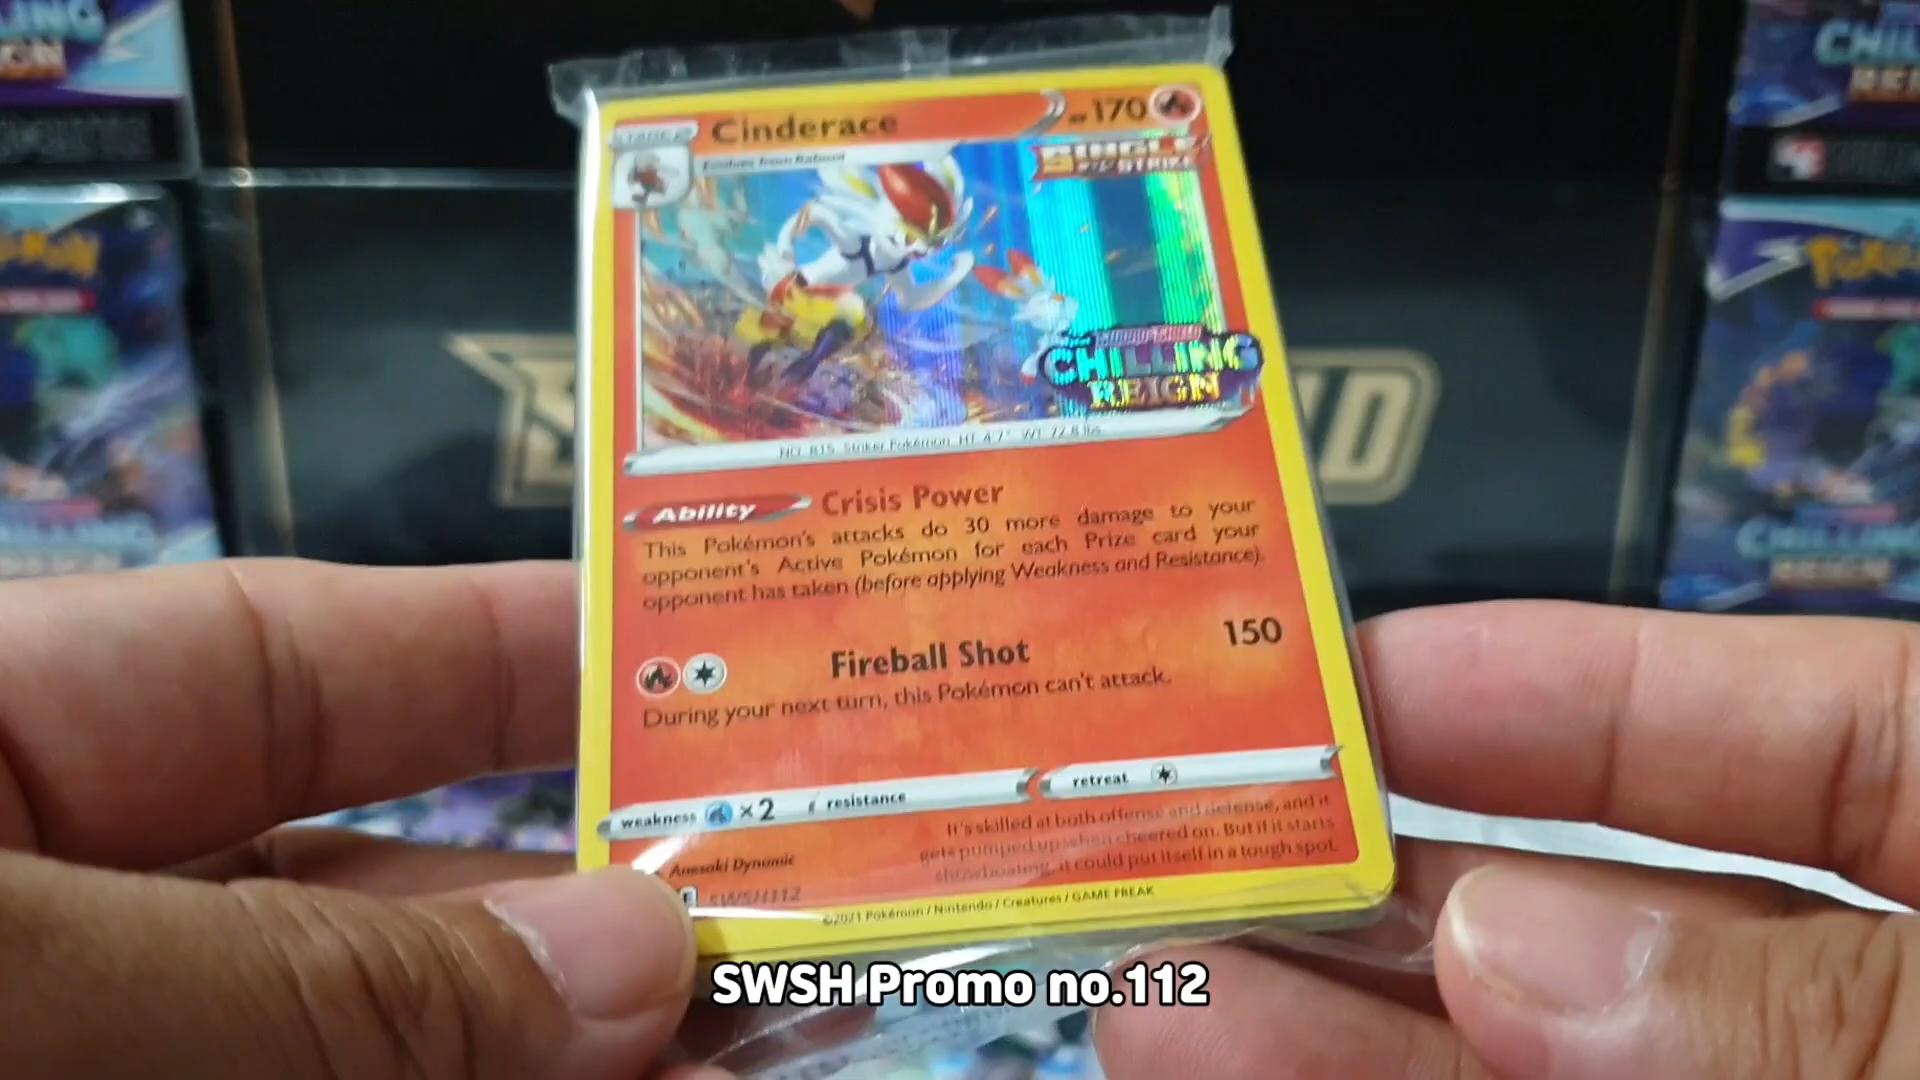 Cinderace
HP 170
STAGE 2
Evolves from Raboot
SINGLE
STRIKE
CHILLING
REIGN
NO. 815 Striker Pokémon HT: 4'7" WT: 72.8 lbs.
Ability Crisis Power
This Pokémon's attacks do 30 more damage to your
opponent's Active Pokémon for each Prize card your
opponent has taken (before applying Weakness and Resistance).
Fireball Shot 150
During your next turn, this Pokémon can't attack.
weakness ×2 resistance retreat
It's skilled at both offense and defense, and it
gets pumped up when cheered on. But if it starts
showboating, it could put itself in a tough spot.
Anesaki Dynamic
E SWSH112
©2021 Pokémon / Nintendo / Creatures / GAME FREAK
SWSH Promo no.112
CHILLING
REIGN